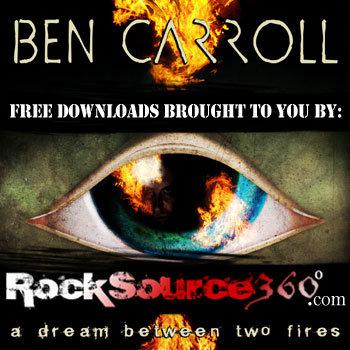 BEN CARROLL
FREE DOWNLOADS BROUGHT TO YOU BY:
RockSource360°.com
a dream between two fires